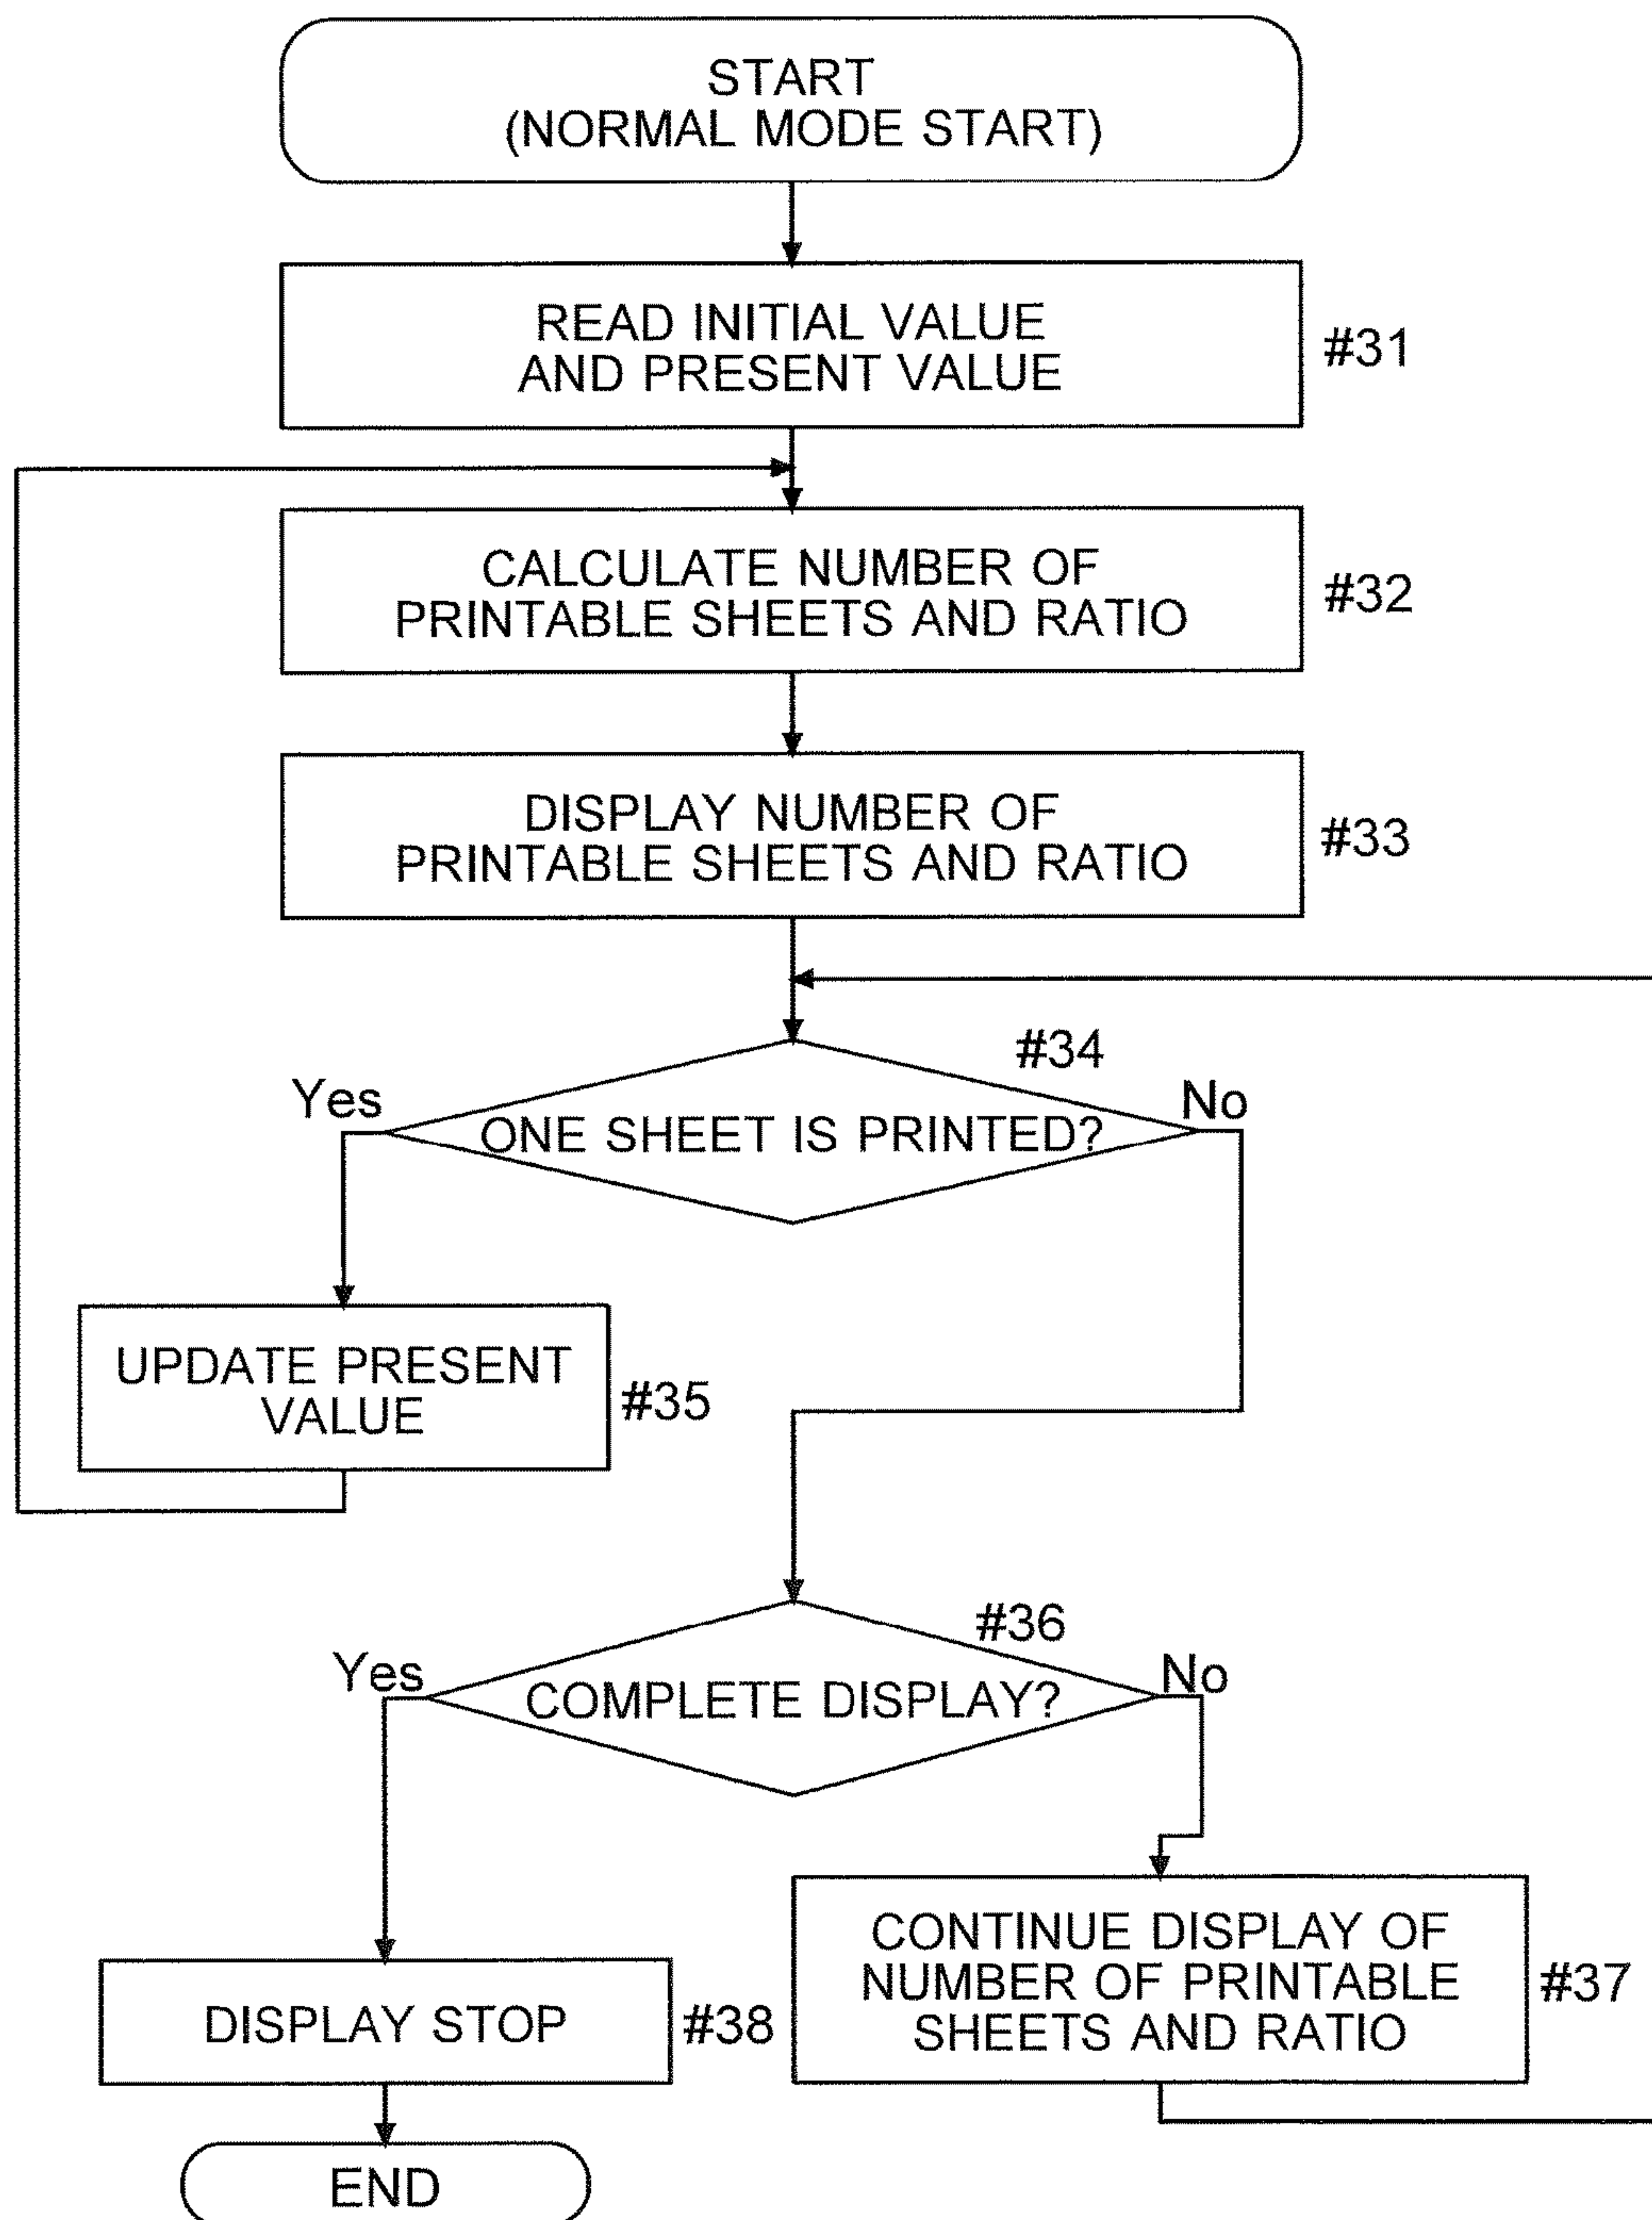 START
(NORMAL MODE START)
READ INITIAL VALUE
AND PRESENT VALUE
#31
CALCULATE NUMBER OF
PRINTABLE SHEETS AND RATIO
#32
DISPLAY NUMBER OF
PRINTABLE SHEETS AND RATIO
#33
#34
Yes
No
ONE SHEET IS PRINTED?
UPDATE PRESENT
VALUE
#35
#36
Yes
No
COMPLETE DISPLAY?
CONTINUE DISPLAY OF
NUMBER OF PRINTABLE
SHEETS AND RATIO
#37
DISPLAY STOP
#38
END